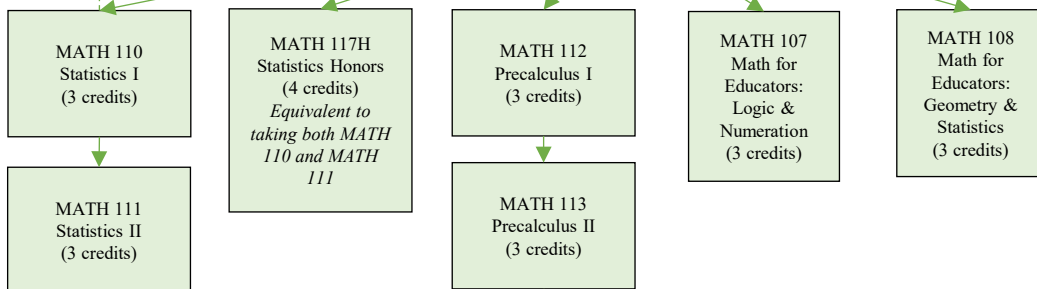 MATH 110
Statistics I
(3 credits)
MATH 111
Statistics II
(3 credits)
MATH 117H
Statistics Honors
(4 credits)
Equivalent to
taking both MATH
110 and MATH
111
MATH 112
Precalculus I
(3 credits)
MATH 113
Precalculus II
(3 credits)
MATH 107
Math for
Educators:
Logic &
Numeration
(3 credits)
MATH 108
Math for
Educators:
Geometry &
Statistics
(3 credits)